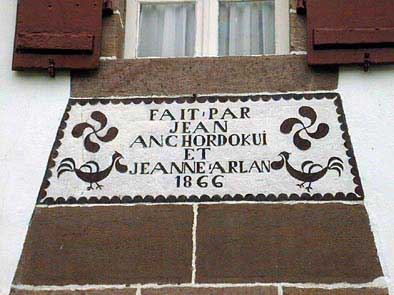 FAIT PAR
JEAN
ANCHORDOKUI
ET
JEANNE ARLAN
1866